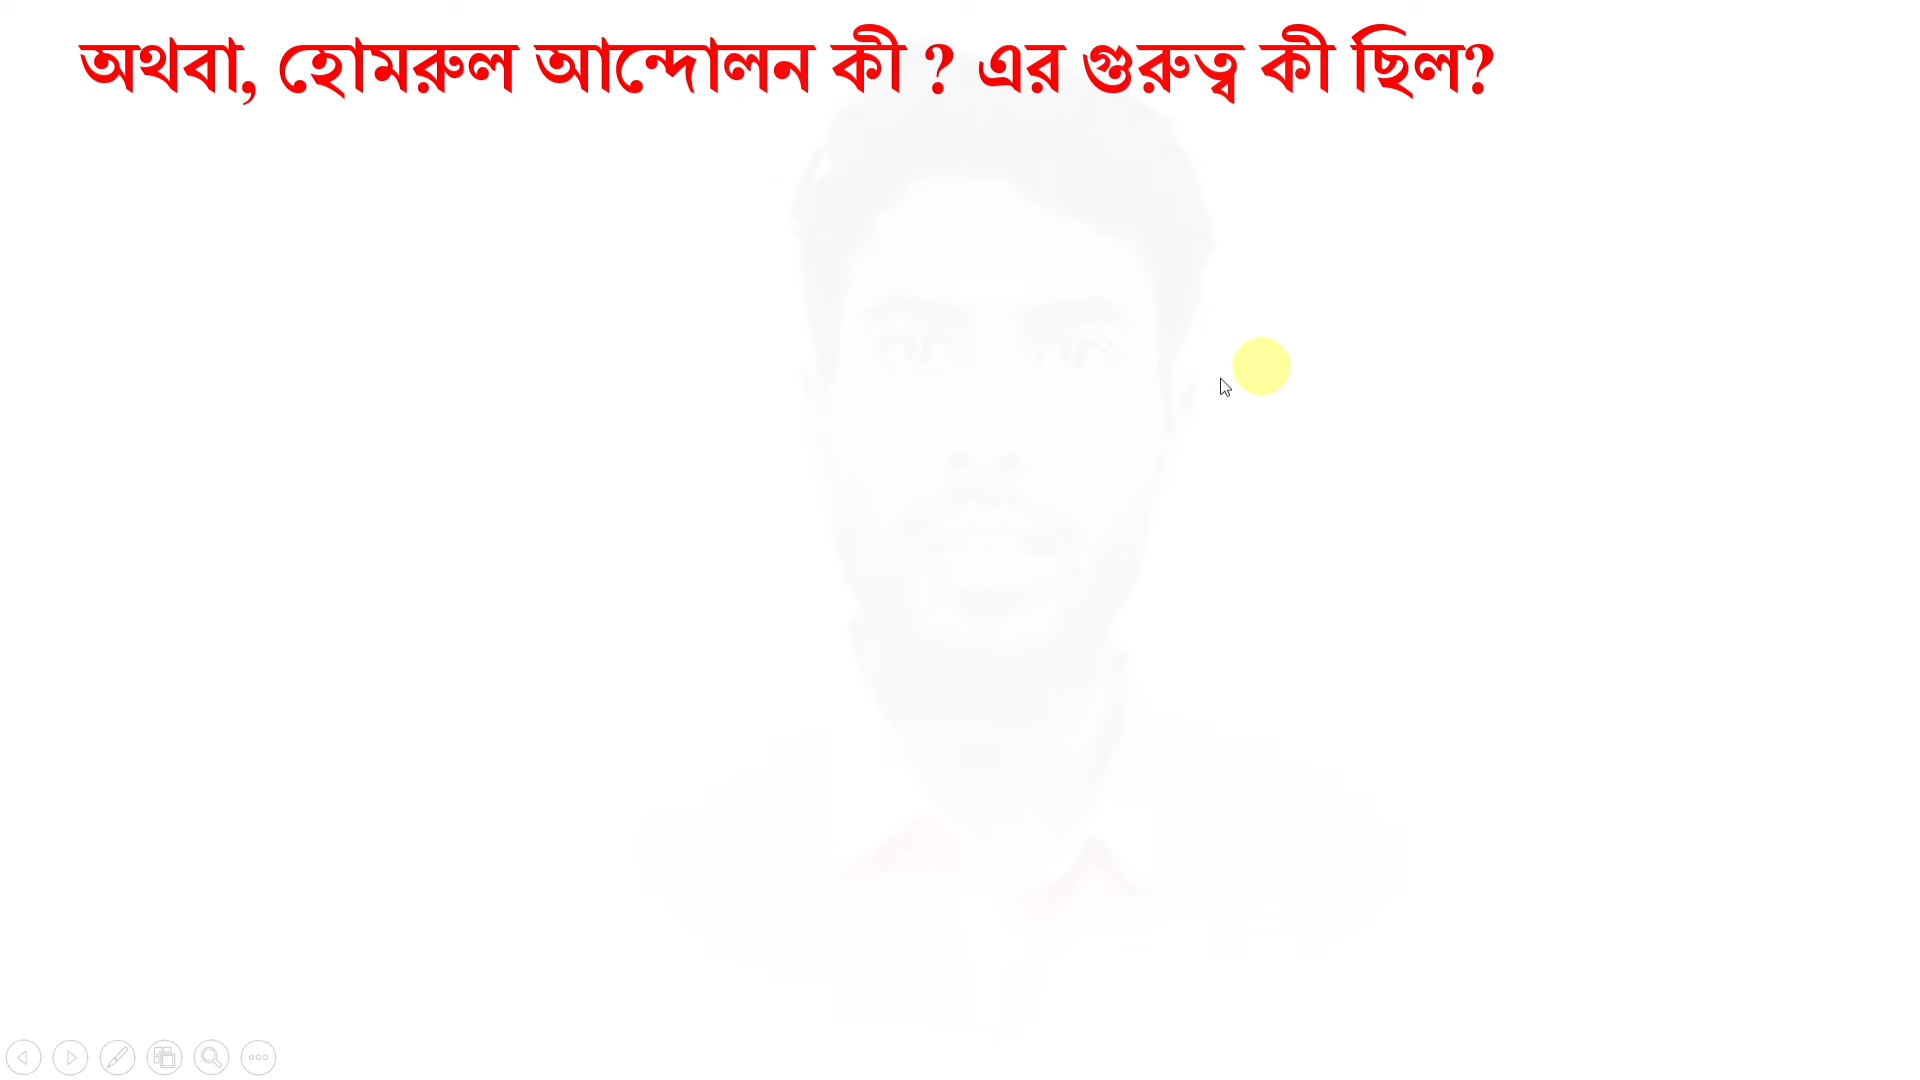 অথবা, হোমরুল আন্দোলন কী ? এর গুরুত্ব কী ছিল?